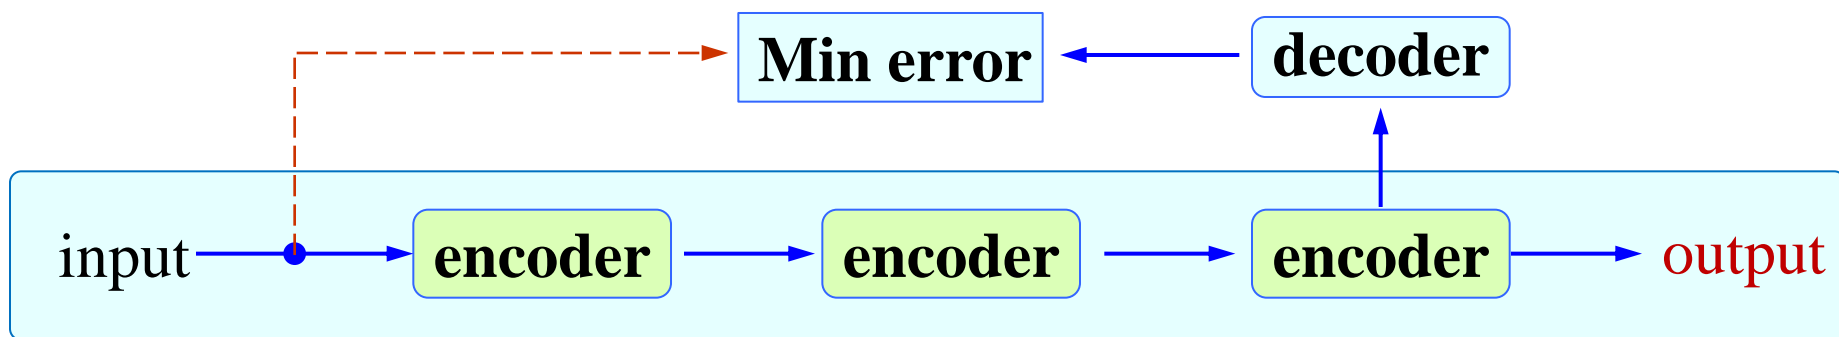 Min error
decoder
input
encoder
encoder
encoder
output